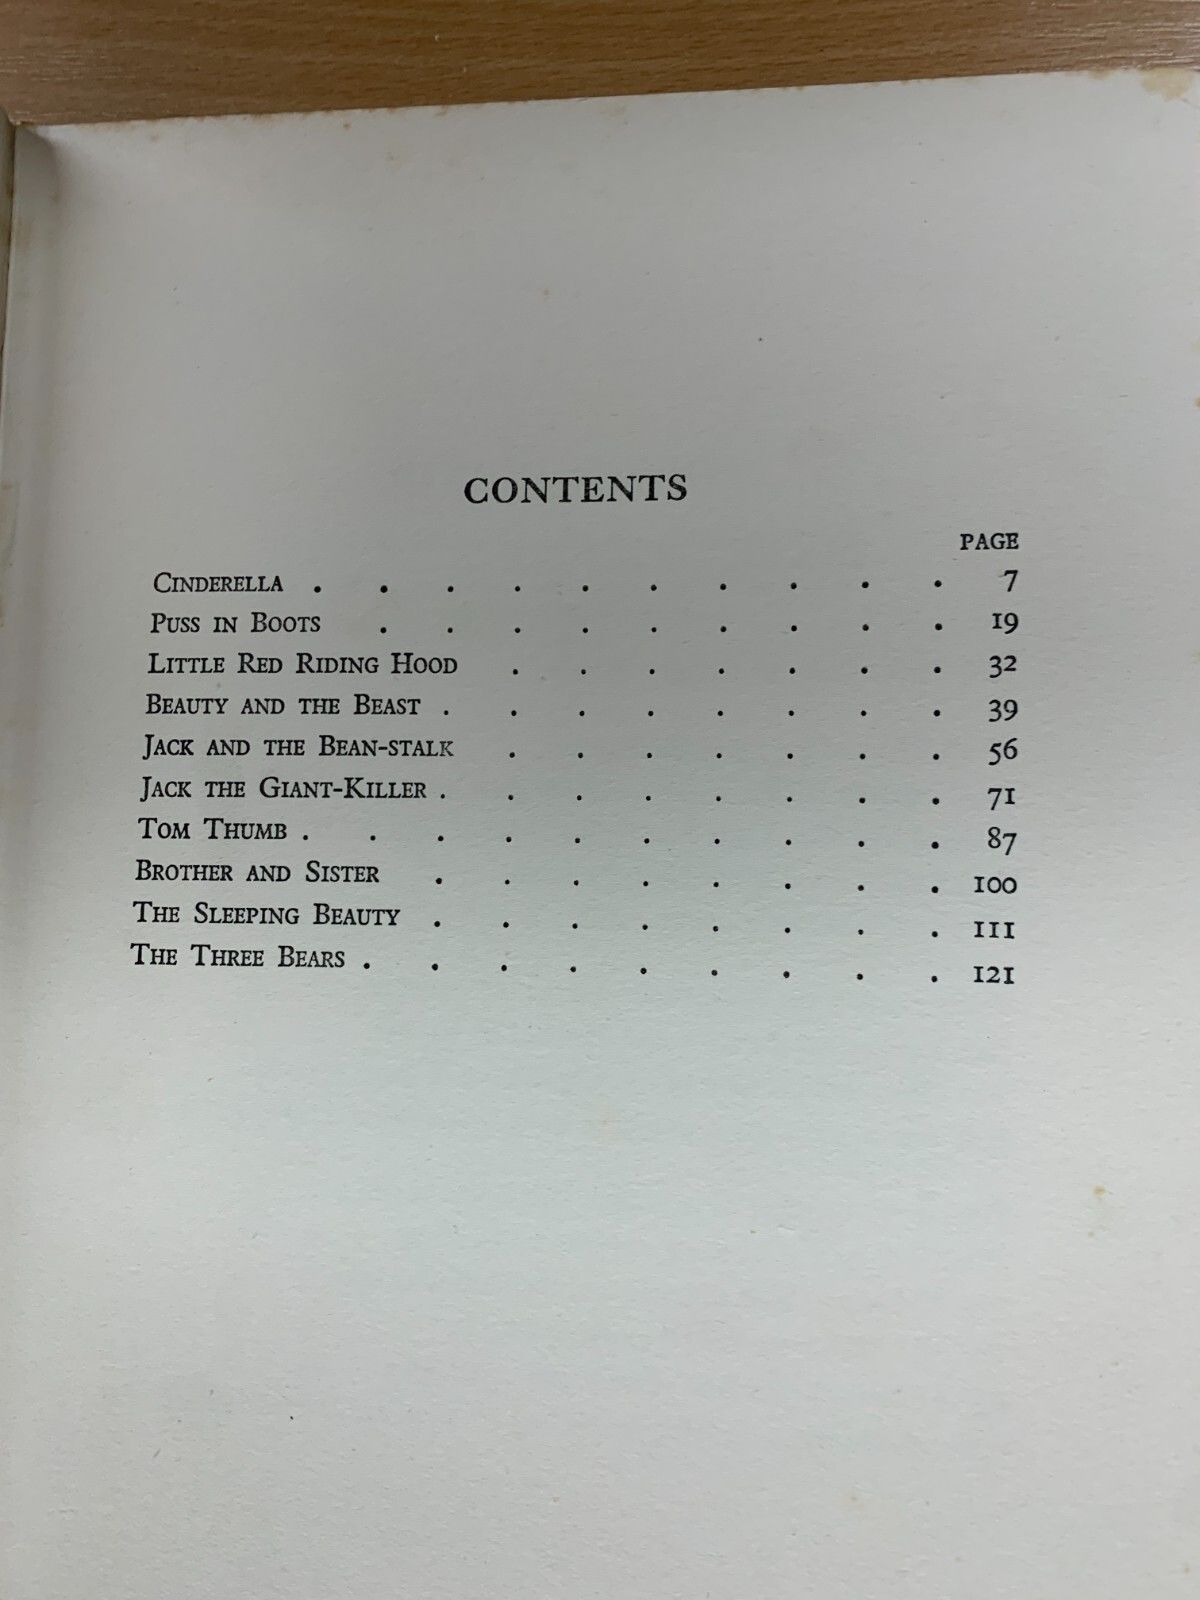 CONTENTS
PAGE
Cinderella . . . . . . . . . . 7
Puss in Boots . . . . . . . . . 19
Little Red Riding Hood . . . . . . . 32
Beauty and the Beast . . . . . . . . 39
Jack and the Bean-stalk . . . . . . . 56
Jack the Giant-Killer . . . . . . . . 71
Tom Thumb . . . . . . . . . . 87
Brother and Sister . . . . . . . . 100
The Sleeping Beauty . . . . . . . . 111
The Three Bears . . . . . . . . . 121